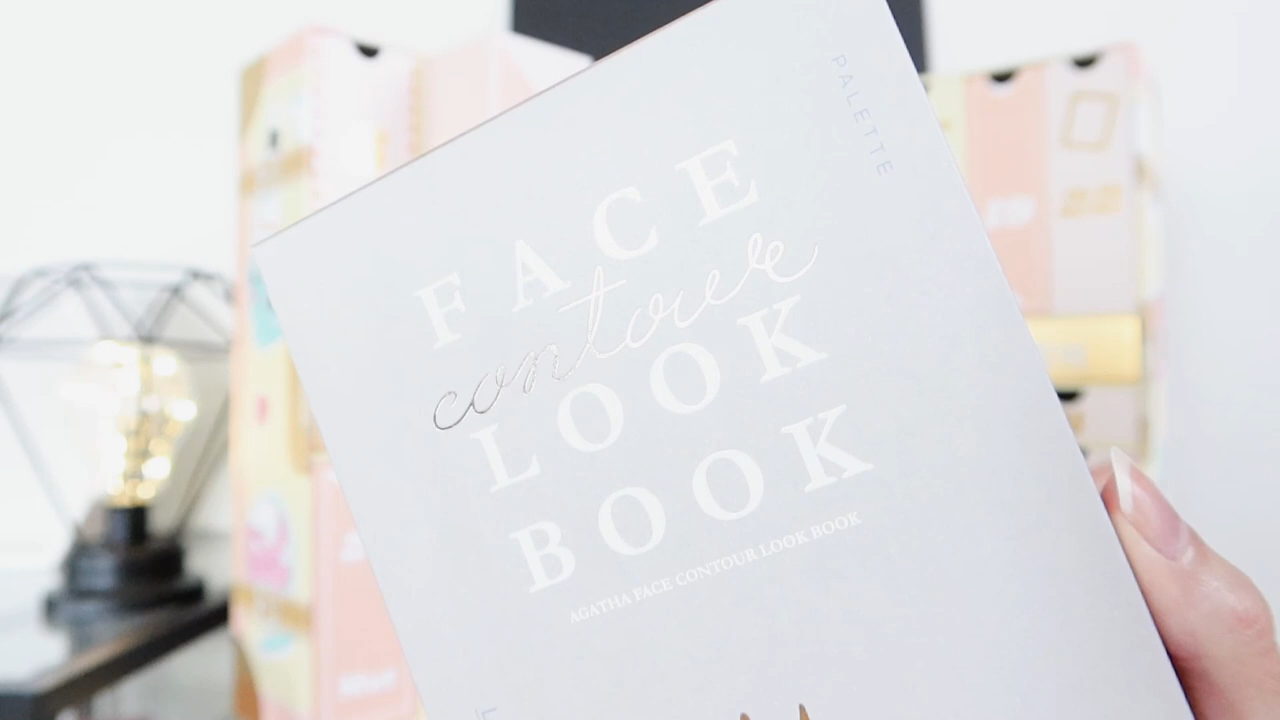 PALETTE
FACE
contour
LOOK
BOOK
AGATHA FACE CONTOUR LOOK BOOK